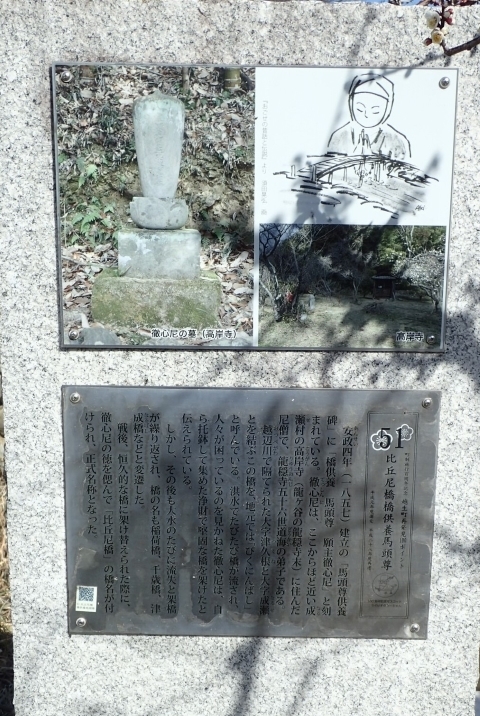 徹心尼の墓（高岸寺）
高岸寺
51
比丘尼橋橋供養馬頭尊
安政四年（一八五七）建立の「馬頭尊供養
碑」に「橋供養 馬頭尊 願主徹心尼」と刻
まれている。徹心尼は、ここからほど近い成
瀬村の高岸寺（龍ヶ谷の龍穏寺末）に住んだ
尼僧で、龍穏寺五十六世道海の弟子である。
越辺川で隔てられた大字津久根と大字成瀬
とを結ぶこの橋を、地元では「びくにんばし」
と呼んでいる。洪水でたびたび橋が流され、
人々が困っているのを見かねた徹心尼は、自
ら托鉢して集めた浄財で堅固な橋を架けたと
伝えられている。
しかし、その後も大水のたびに流失と架橋
が繰り返され、橋の名も稲荷橋、千歳橋、津
成橋などと変遷した。
戦後、恒久的な橋に架け替えられた際に、
徹心尼の徳を偲んで「比丘尼橋」の橋名が付
けられ、正式名称となった。